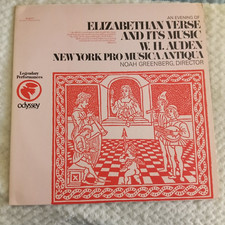 AN EVENING OF
ELIZABETHAN VERSE
AND ITS MUSIC
W. H. AUDEN
NEW YORK PRO MUSICA ANTIQUA
NOAH GREENBERG, DIRECTOR
Legendary
Performances
odyssey